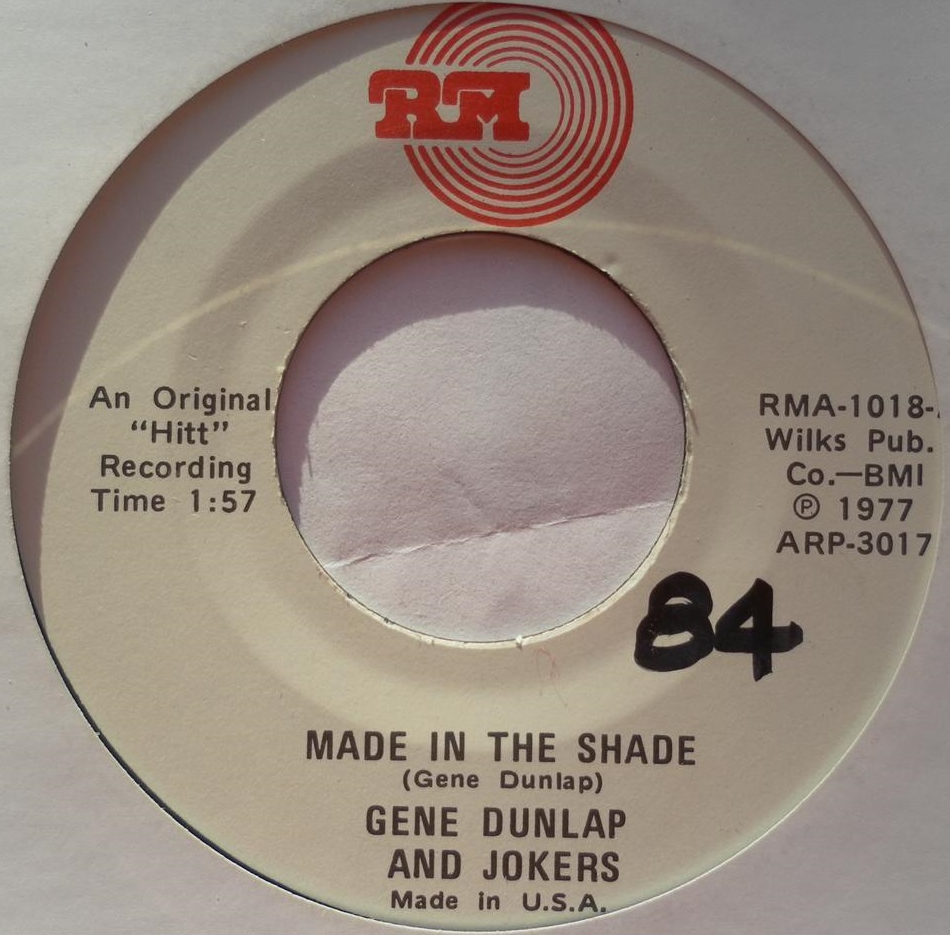 RM
An Original
“Hitt”
Recording
Time 1:57
RMA-1018-
Wilks Pub.
Co.—BMI
℗ 1977
ARP-3017
84
MADE IN THE SHADE
(Gene Dunlap)
GENE DUNLAP
AND JOKERS
Made in U.S.A.